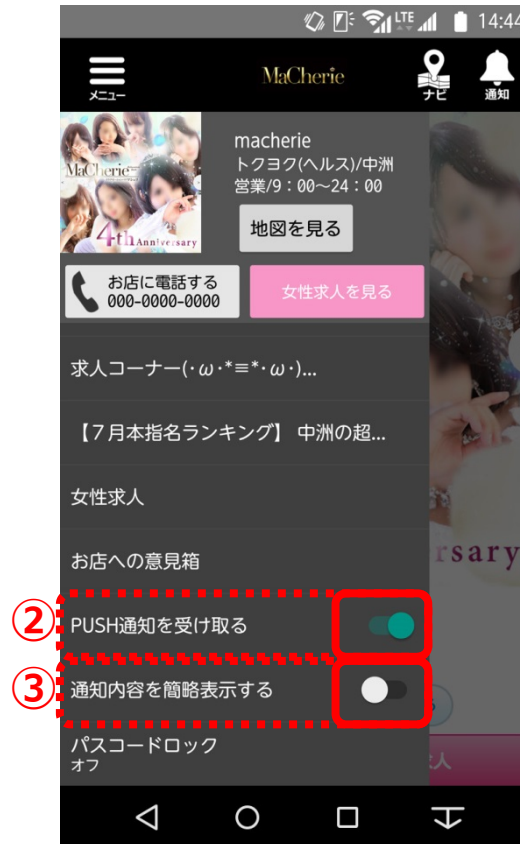 LTE 14:44
メニュー
MaCherie
ナビ
通知
MaCherie
4th Anniversary
macherie
トクヨク(ヘルス)/中洲
営業/9：00～24：00
地図を見る
お店に電話する
000-0000-0000
女性求人を見る
求人コーナー(･ω･*≡*･ω･)...
【７月本指名ランキング】 中洲の超...
女性求人
お店への意見箱
rsary
② PUSH通知を受け取る
③ 通知内容を簡略表示する
パスコードロック
オフ
人